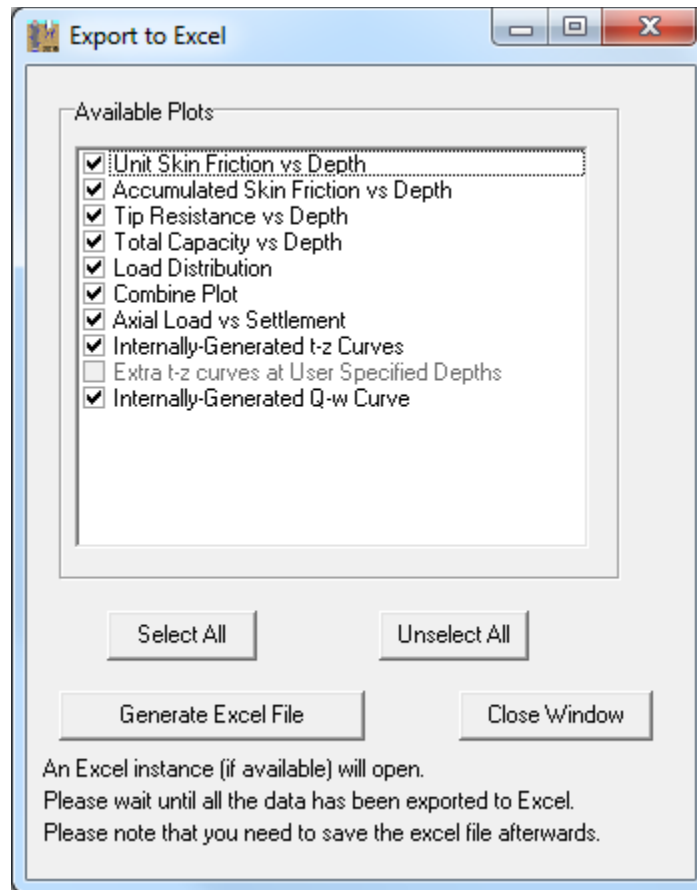 Export to Excel
Available Plots
Unit Skin Friction vs Depth
Accumulated Skin Friction vs Depth
Tip Resistance vs Depth
Total Capacity vs Depth
Load Distribution
Combine Plot
Axial Load vs Settlement
Internally-Generated t-z Curves
Extra t-z curves at User Specified Depths
Internally-Generated Q-w Curve
Select All
Unselect All
Generate Excel File
Close Window
An Excel instance (if available) will open.
Please wait until all the data has been exported to Excel.
Please note that you need to save the excel file afterwards.